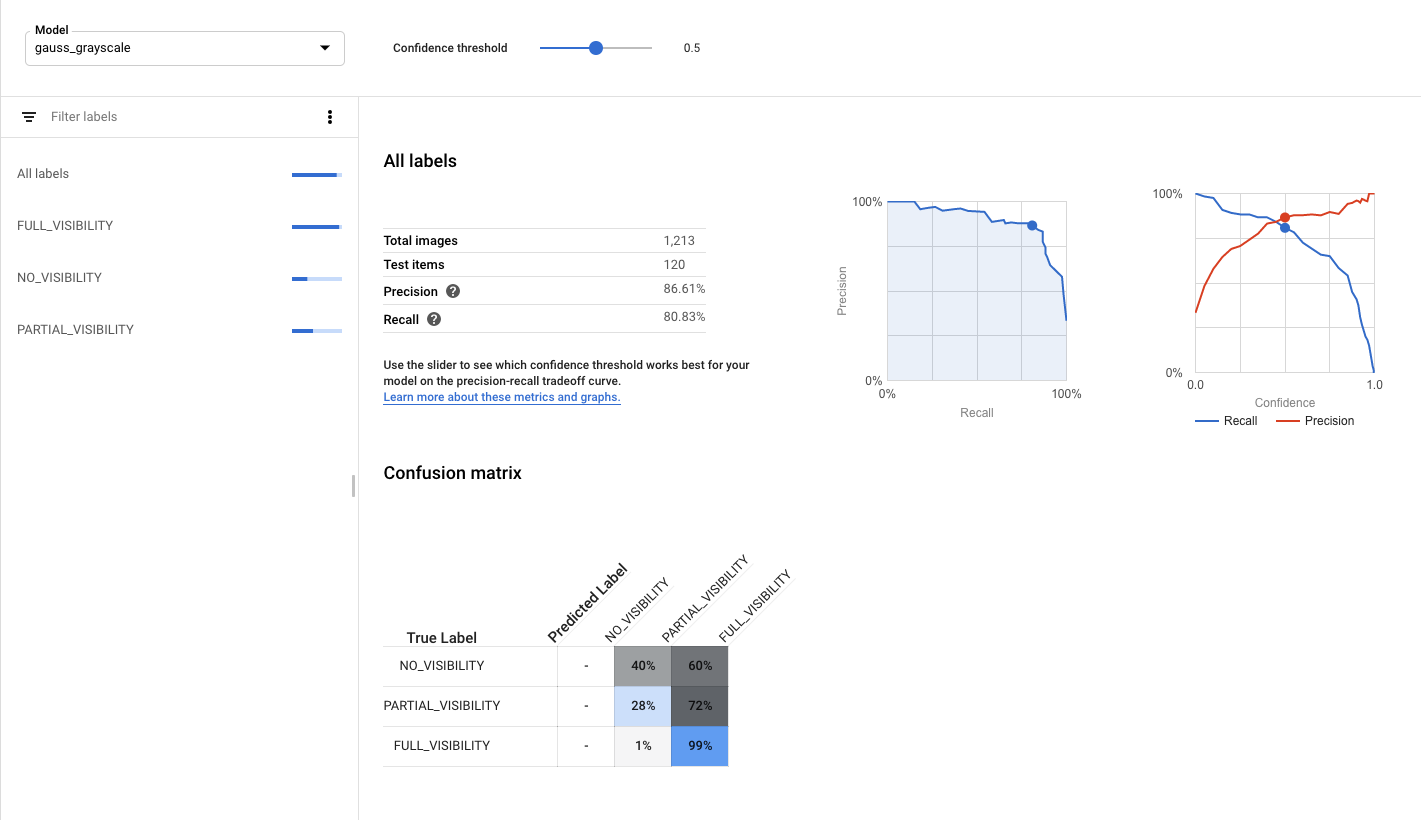 Model
gauss_grayscale
Confidence threshold
0.5
Filter labels
All labels
FULL_VISIBILITY
NO_VISIBILITY
PARTIAL_VISIBILITY
All labels
Total images 1,213
Test items 120
Precision ? 86.61%
Recall ? 80.83%
Use the slider to see which confidence threshold works best for your
model on the precision-recall tradeoff curve.
Learn more about these metrics and graphs.
100%
Precision
0%
0% 100%
Recall
100%
0%
0.0 1.0
Confidence
Recall Precision
Confusion matrix
True Label Predicted Label NO_VISIBILITY PARTIAL_VISIBILITY FULL_VISIBILITY
NO_VISIBILITY - 40% 60%
PARTIAL_VISIBILITY - 28% 72%
FULL_VISIBILITY - 1% 99%